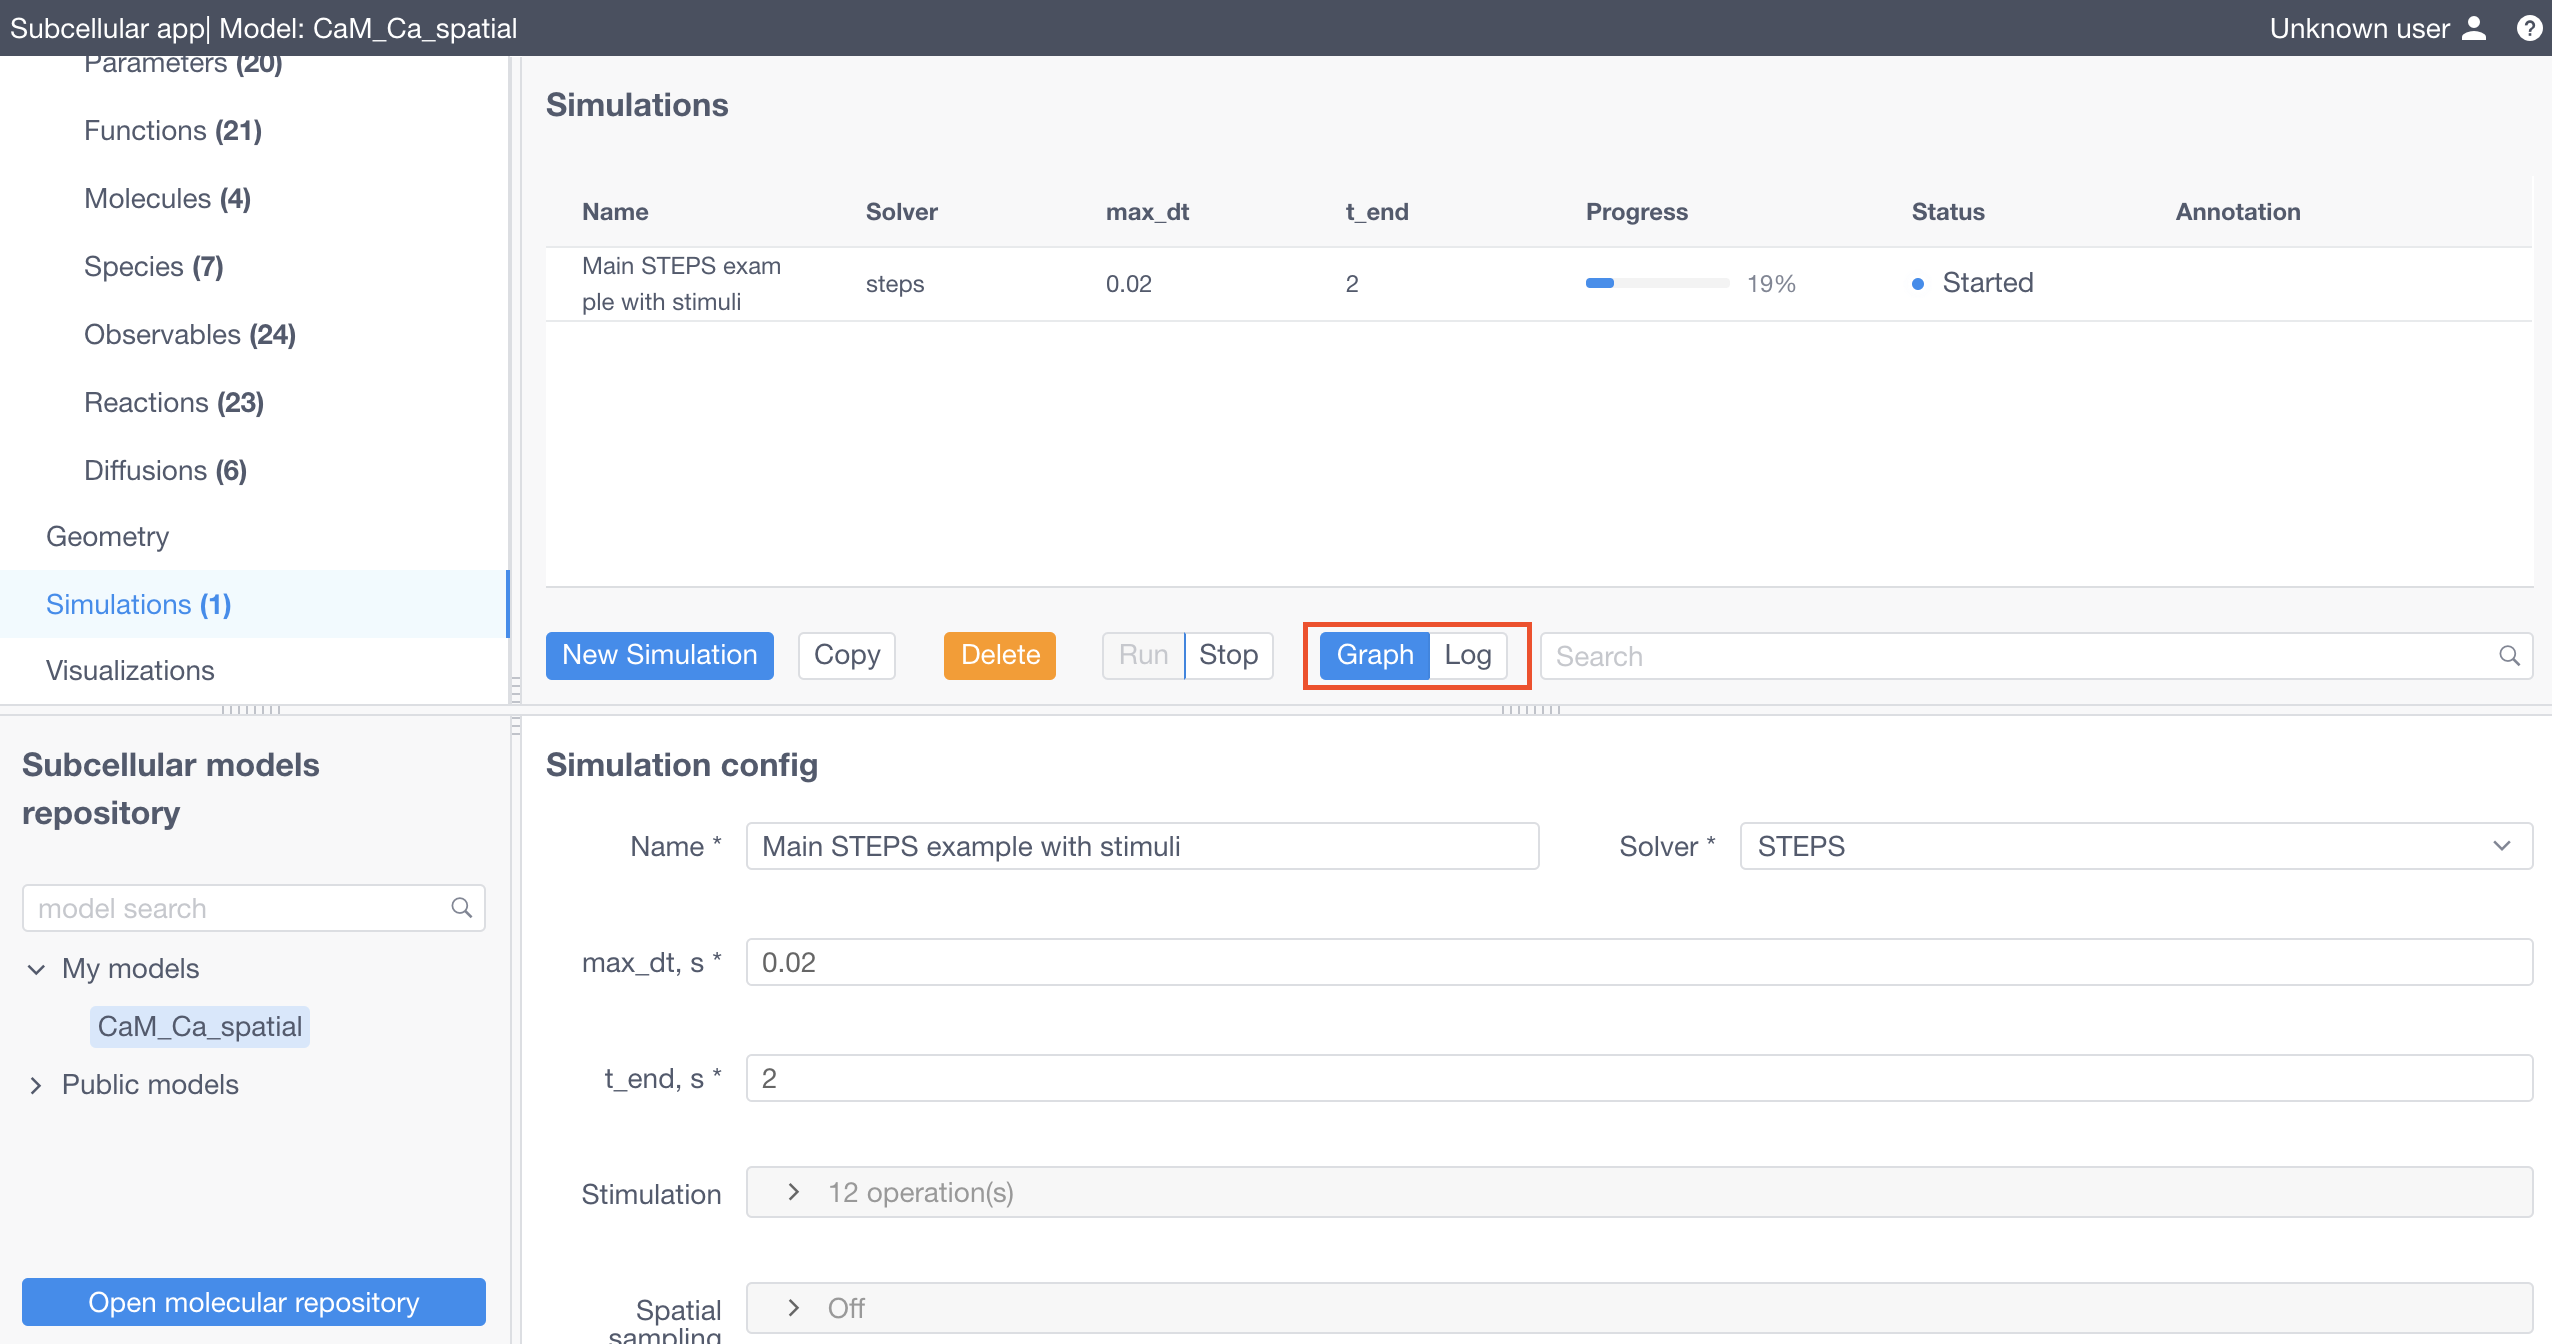 Subcellular app| Model: CaM_Ca_spatial
Unknown user
Parameters (20)
Functions (21)
Molecules (4)
Species (7)
Observables (24)
Reactions (23)
Diffusions (6)
Geometry
Simulations (1)
Visualizations
Simulations
Name Solver max_dt t_end Progress Status Annotation
Main STEPS exam
ple with stimuli
steps 0.02 2 19% Started
New Simulation Copy Delete Run Stop Graph Log Search
Subcellular models
repository
model search
My models
CaM_Ca_spatial
Public models
Open molecular repository
Simulation config
Name * Main STEPS example with stimuli Solver * STEPS
max_dt, s * 0.02
t_end, s * 2
Stimulation 12 operation(s)
Spatial
sampling
Off